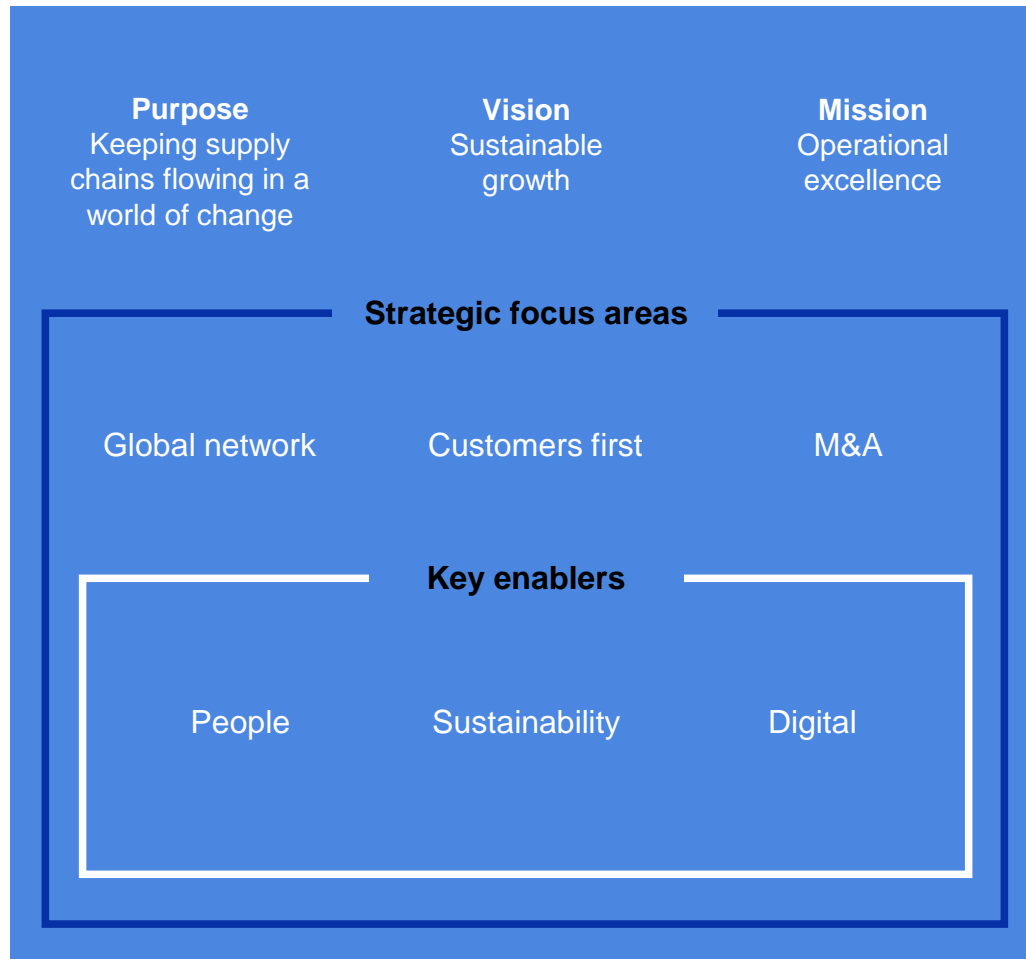 Purpose
Keeping supply
chains flowing in a
world of change
Vision
Sustainable
growth
Mission
Operational
excellence
Strategic focus areas
Global network
Customers first
M&A
Key enablers
People
Sustainability
Digital